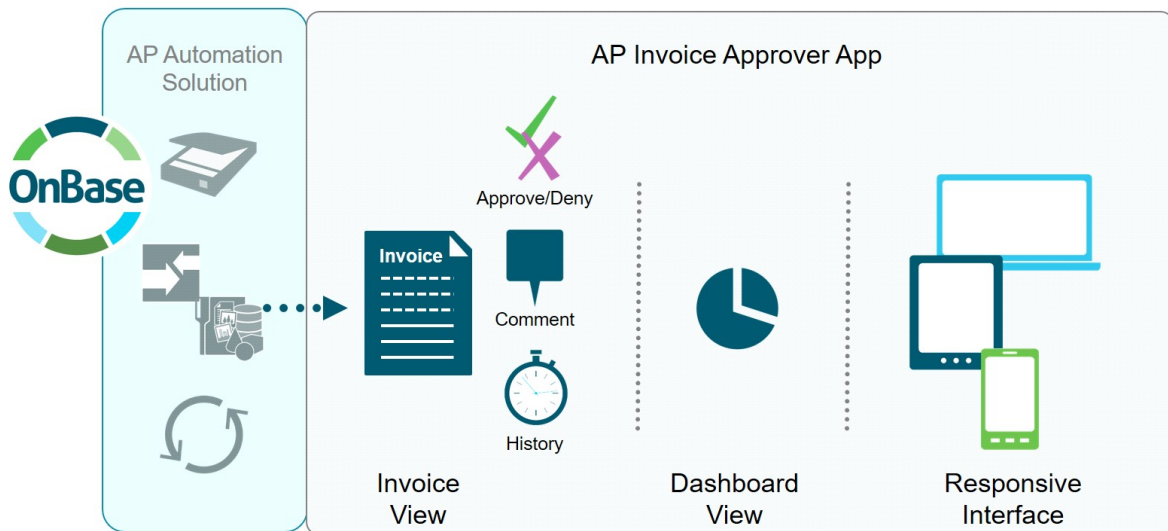 AP Automation
Solution
AP Invoice Approver App
OnBase
Approve/Deny
Invoice
Comment
History
Invoice
View
Dashboard
View
Responsive
Interface